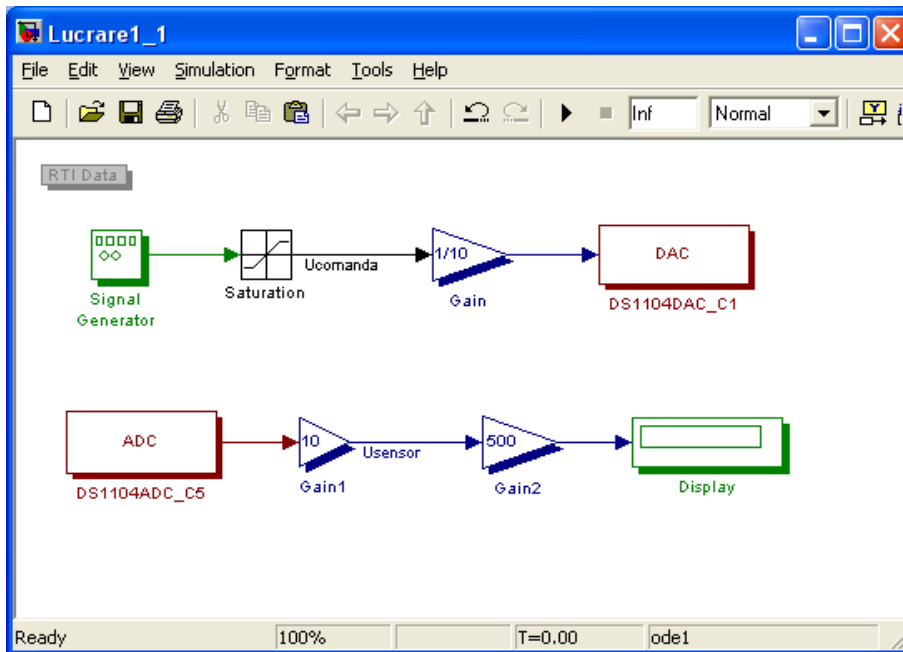 Lucrare1_1
File Edit View Simulation Format Tools Help
Inf Normal
RTI Data
Ucomanda
1/10
DAC
Signal
Generator
Saturation
Gain
DS1104DAC_C1
ADC
10
Usensor
500
DS1104ADC_C5
Gain1
Gain2
Display
Ready 100% T=0.00 ode1